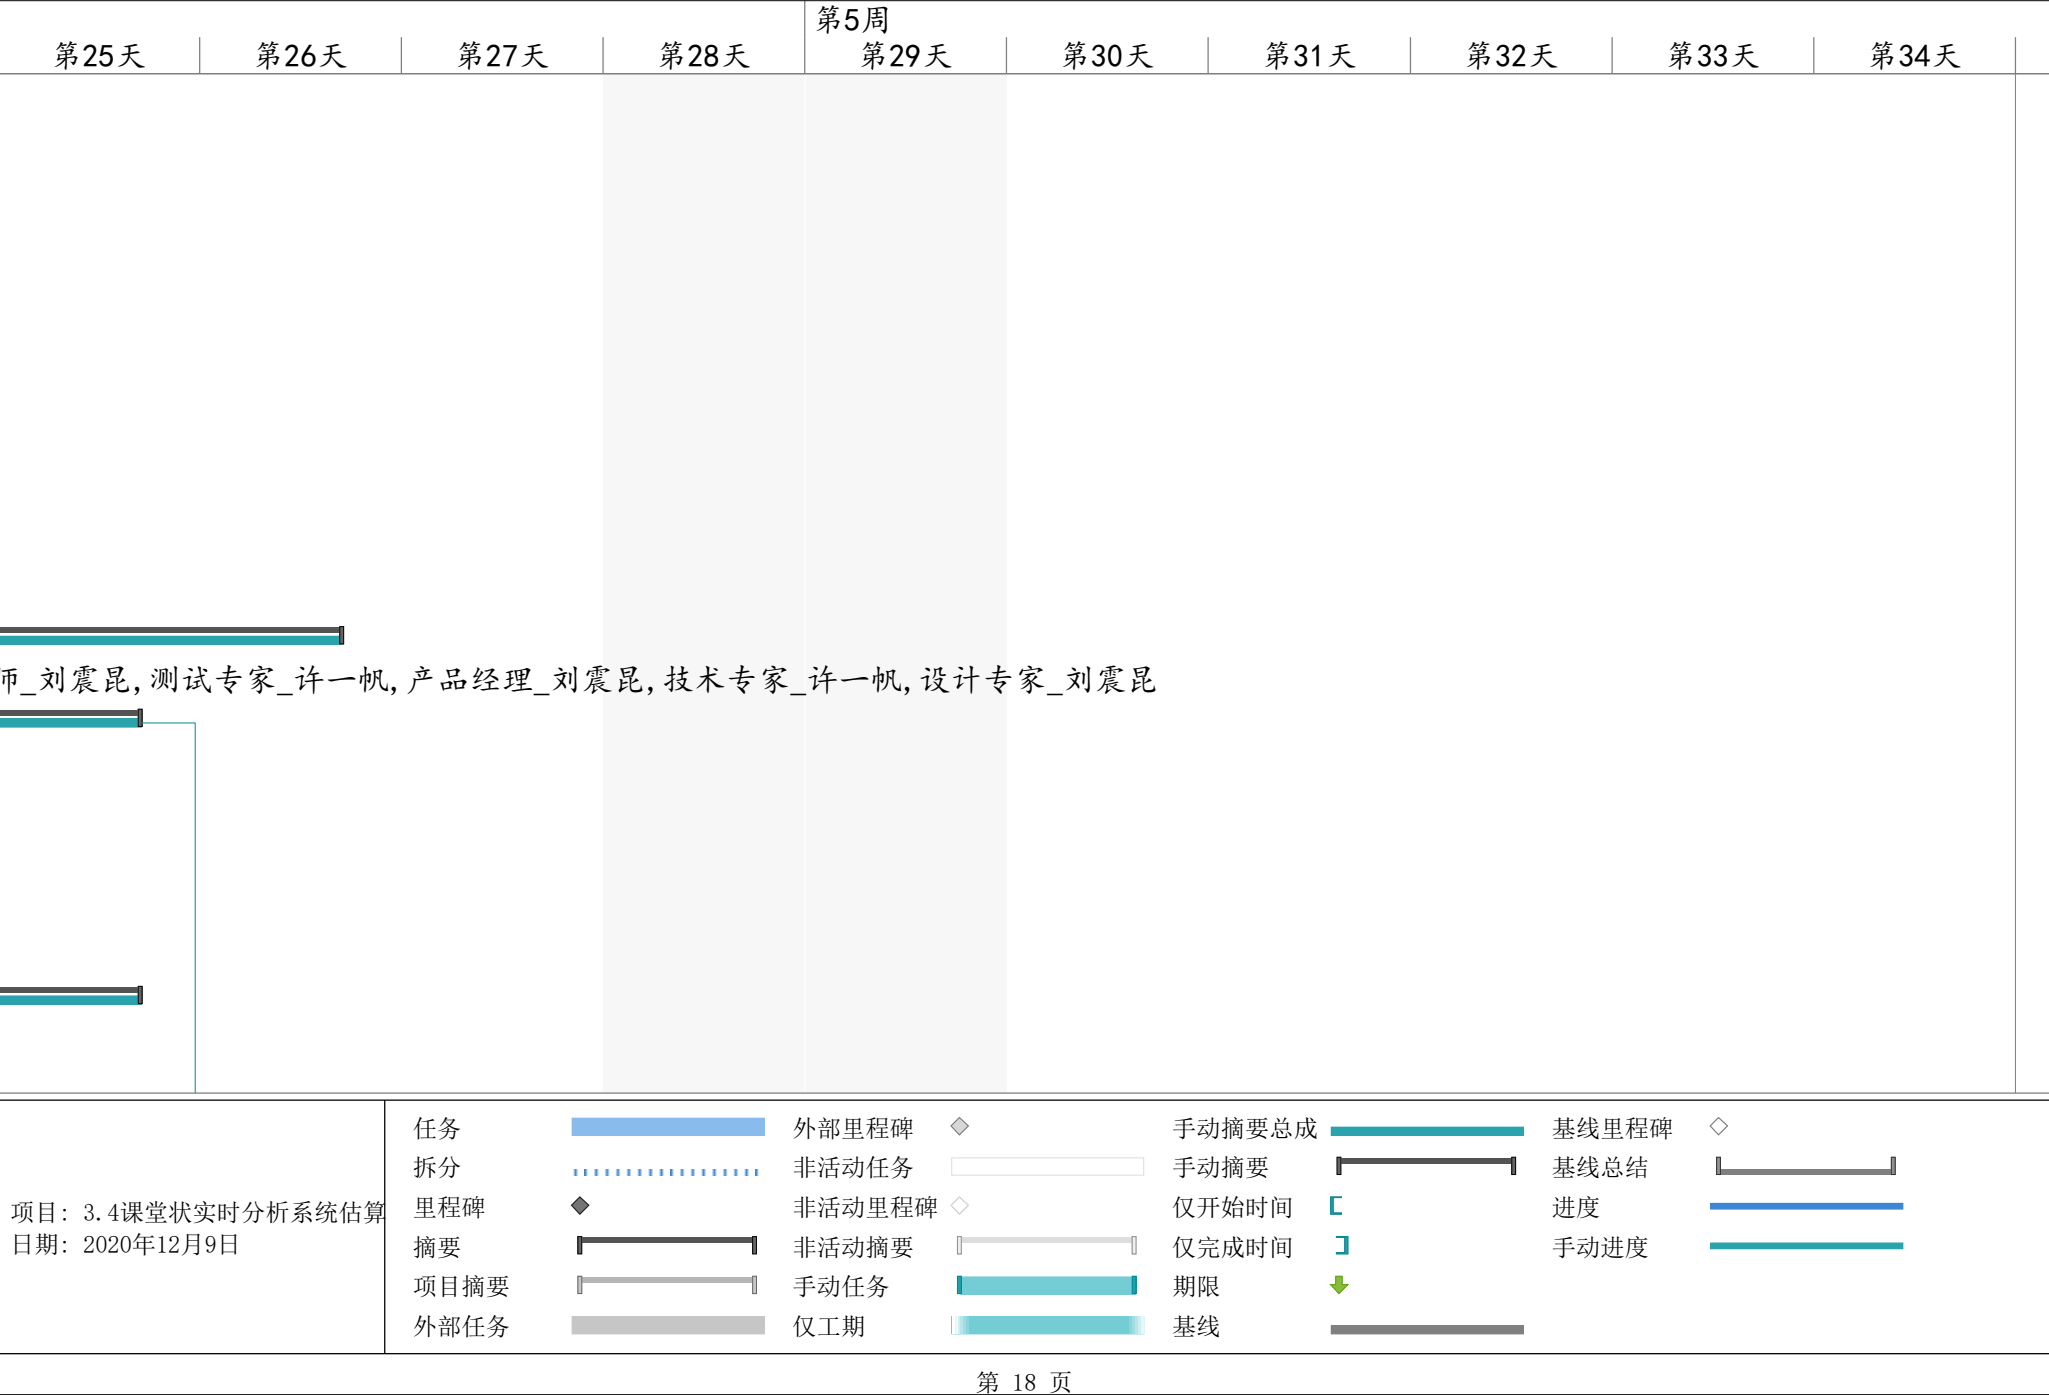 第5周
第25天 第26天 第27天 第28天 第29天 第30天 第31天 第32天 第33天 第34天
师_刘震昆,测试专家_许一帆,产品经理_刘震昆,技术专家_许一帆,设计专家_刘震昆
项目: 3.4课堂状实时分析系统估算
日期: 2020年12月9日
任务
拆分
里程碑
摘要
项目摘要
外部任务
外部里程碑
非活动任务
非活动里程碑
非活动摘要
手动任务
仅工期
手动摘要总成
手动摘要
仅开始时间
仅完成时间
期限
基线
基线里程碑
基线总结
进度
手动进度
第 18 页